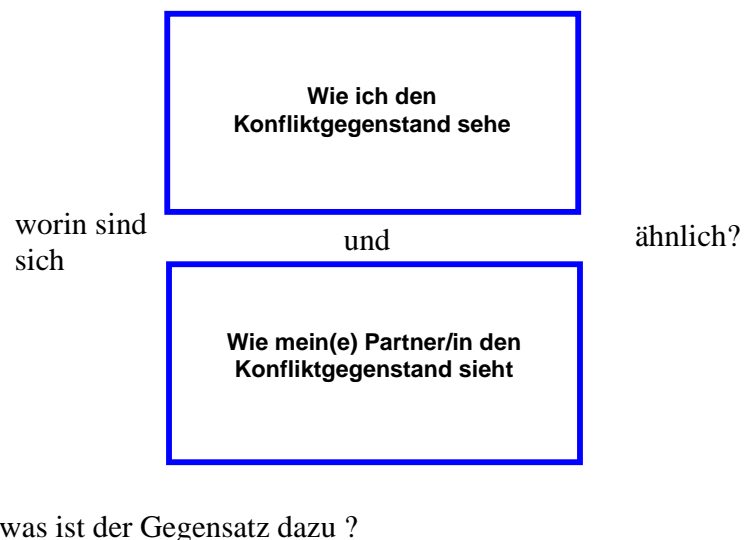 Wie ich den
Konfliktgegenstand sehe
worin sind
sich
und
ähnlich?
Wie mein(e) Partner/in den
Konfliktgegenstand sieht
was ist der Gegensatz dazu ?